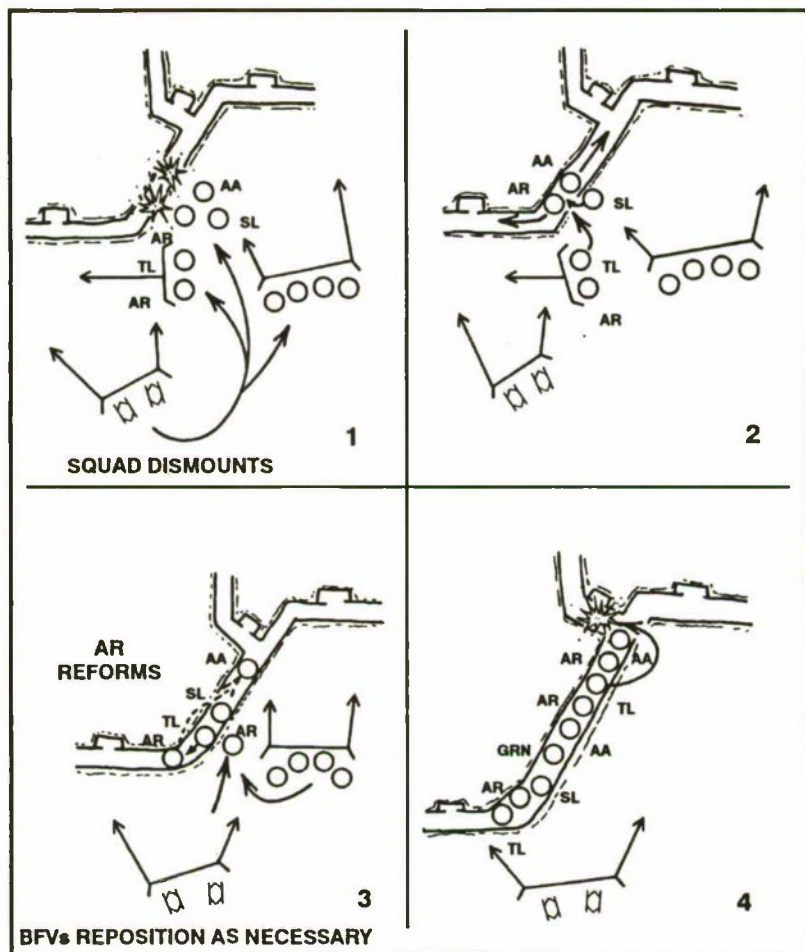 AA
AR
SL
TL
AR
1
SQUAD DISMOUNTS
AA
AR
SL
TL
AR
2
AR
REFORMS
AA
SL
TL
AR
AR
3
BFVs REPOSITION AS NECESSARY
AR
AA
AR
TL
GRN
AA
AR
SL
TL
4